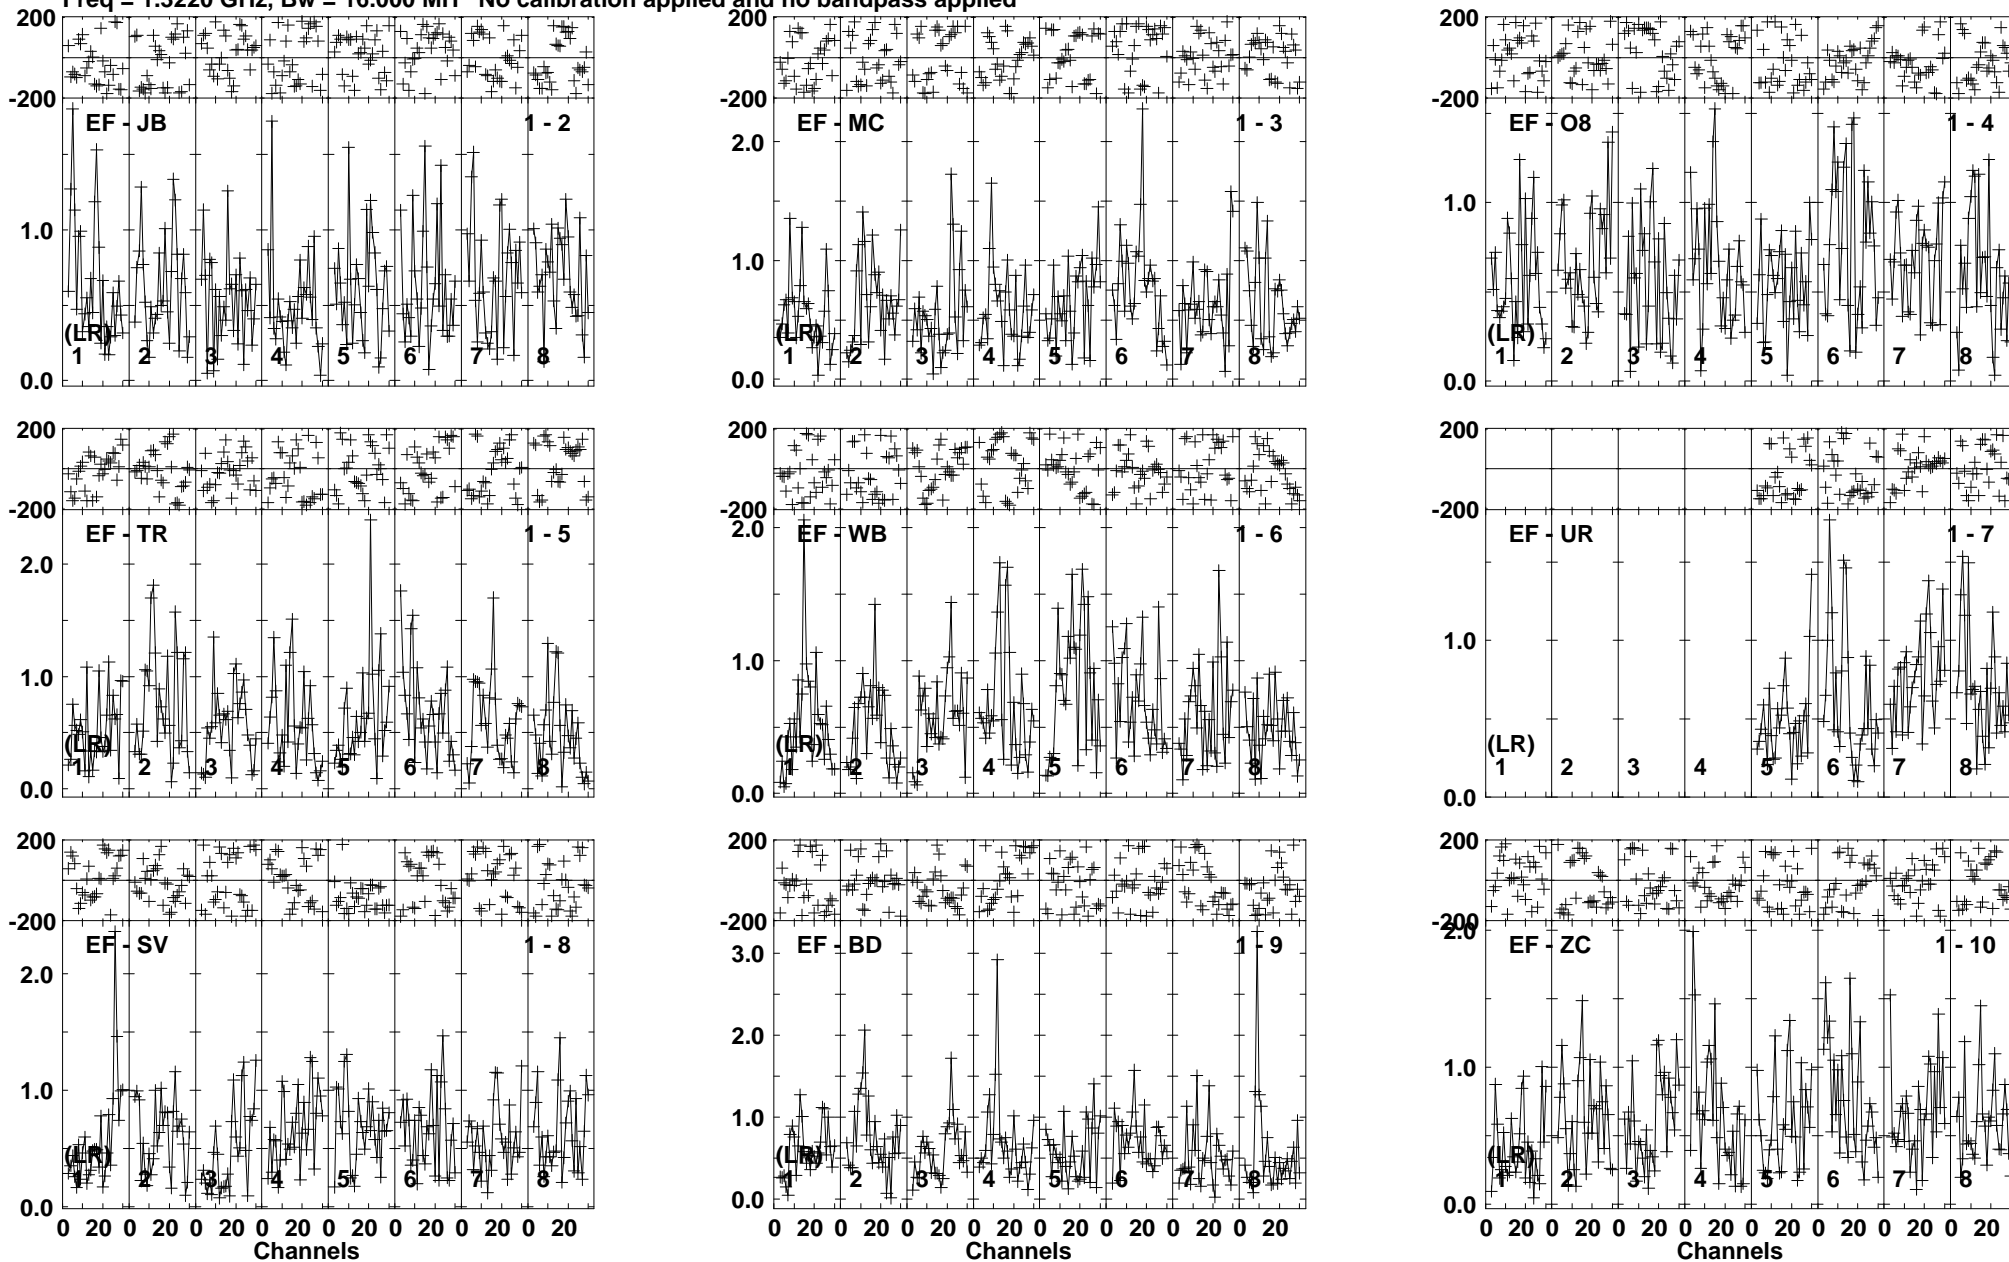 Freq = 1.5220 GHz, Bw = 16.000 MH No calibration applied and no bandpass applied
200 200 200
-200 -200 -200
EF - JB 1 - 2 EF - MC 1 - 3 EF - O8 1 - 4
2.0
1.0 1.0 1.0
(LR) (LR) (LR)
1 2 3 4 5 6 7 8 1 2 3 4 5 6 7 8 1 2 3 4 5 6 7 8
0.0 0.0 0.0
200 200 200
-200 -200 -200
EF - TR 1 - 5 EF - WB 1 - 6 EF - UR 1 - 7
2.0 2.0
1.0 1.0 1.0
(LR) (LR) (LR)
1 2 3 4 5 6 7 8 1 2 3 4 5 6 7 8 1 2 3 4 5 6 7 8
0.0 0.0 0.0
200 200 200
-200 -200 -200
EF - SV 1 - 8 EF - BD 1 - 9 EF - ZC 1 - 10
2.0 3.0 2.0
2.0
1.0 1.0 1.0
(LR) (LR) (LR)
1 2 3 4 5 6 7 8 1 2 3 4 5 6 7 8 1 2 3 4 5 6 7 8
0.0 0.0 0.0
0 20 0 20 0 20 0 20 0 20 0 20 0 20 0 20 0 20 0 20 0 20 0 20 0 20 0 20 0 20 0 20 0 20 0 20 0 20 0 20 0 20 0 20 0 20 0 20
Channels Channels